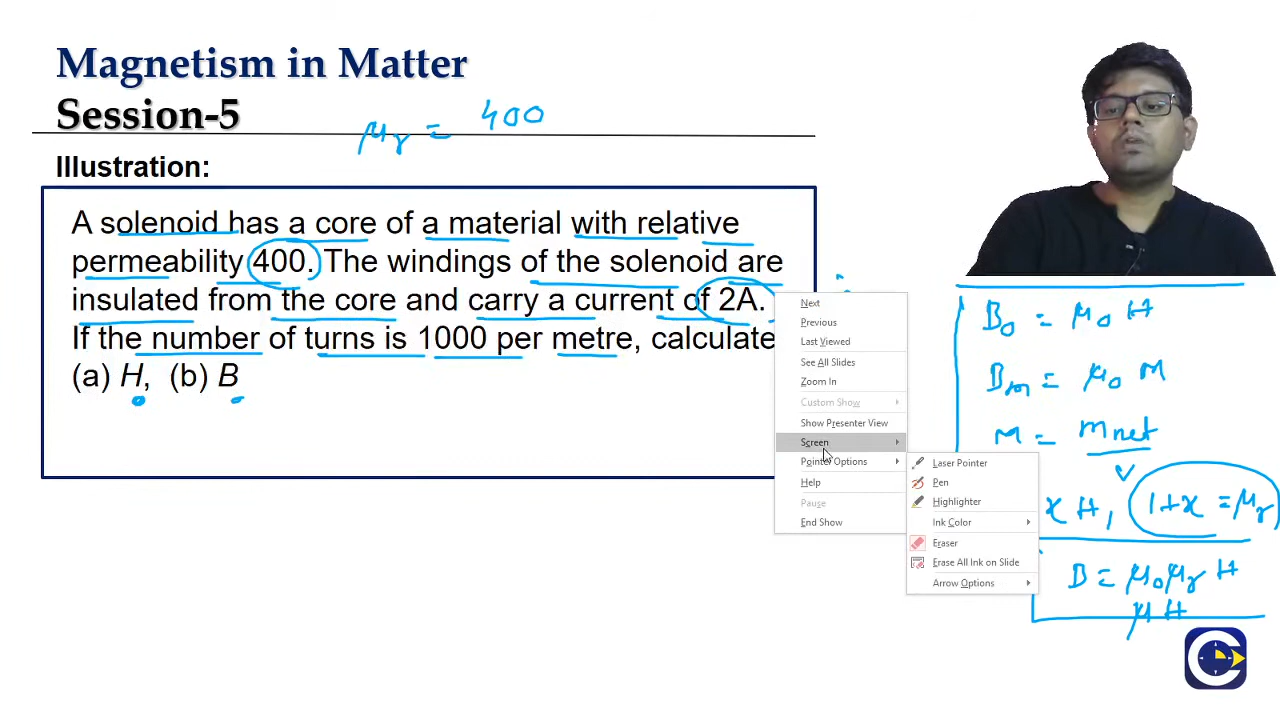 Magnetism in Matter
Session-5
μr = 400
Illustration:
A solenoid has a core of a material with relative
permeability 400. The windings of the solenoid are
insulated from the core and carry a current of 2A.
If the number of turns is 1000 per metre, calculate
(a) H, (b) B
Next
Previous
Last Viewed
See All Slides
Zoom In
Custom Show
Show Presenter View
Screen
Pointer Options
Help
Pause
End Show
Laser Pointer
Pen
Highlighter
Ink Color
Eraser
Erase All Ink on Slide
Arrow Options
B0 = μ0 H
Bm = μ0 M
M = mnet
V
χ H, 1+χ = μr
B = μ0 μr H
μ H